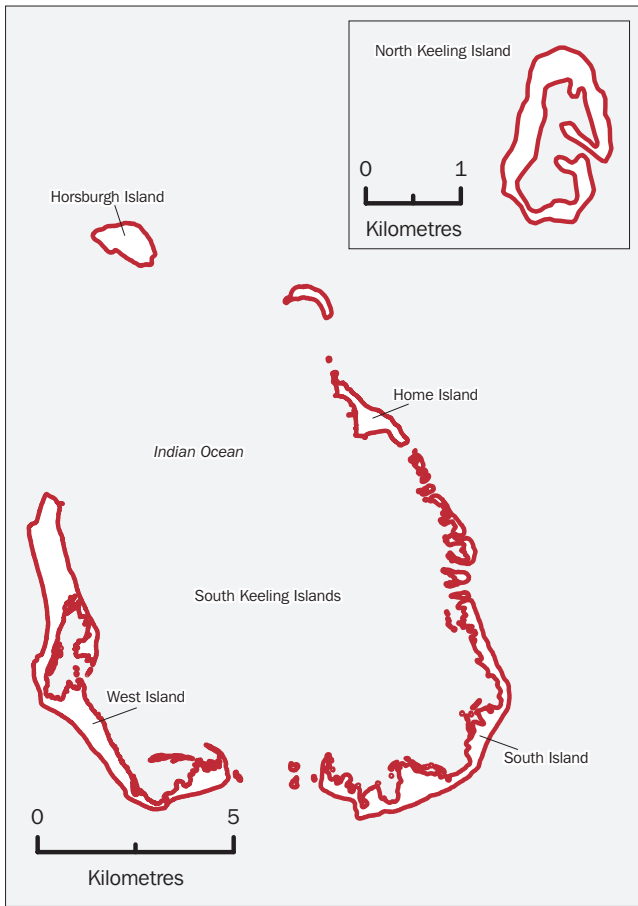 North Keeling Island
0 1
Kilometres
Horsburgh Island
Home Island
Indian Ocean
South Keeling Islands
West Island
South Island
0 5
Kilometres